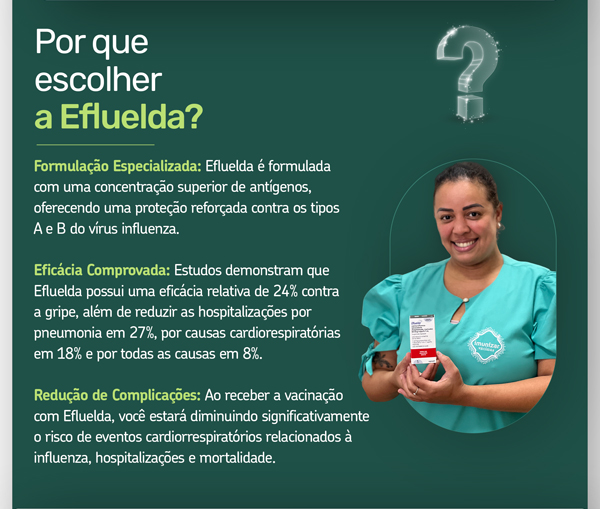 Por que
escolher
a Efluelda?
Formulação Especializada: Efluelda é formulada
com uma concentração superior de antígenos,
oferecendo uma proteção reforçada contra os tipos
A e B do vírus influenza.
Eficácia Comprovada: Estudos demonstram que
Efluelda possui uma eficácia relativa de 24% contra
a gripe, além de reduzir as hospitalizações por
pneumonia em 27%, por causas cardiorespiratórias
em 18% e por todas as causas em 8%.
Redução de Complicações: Ao receber a vacinação
com Efluelda, você estará diminuindo significativamente
o risco de eventos cardiorrespiratórios relacionados à
influenza, hospitalizações e mortalidade.
imunizar